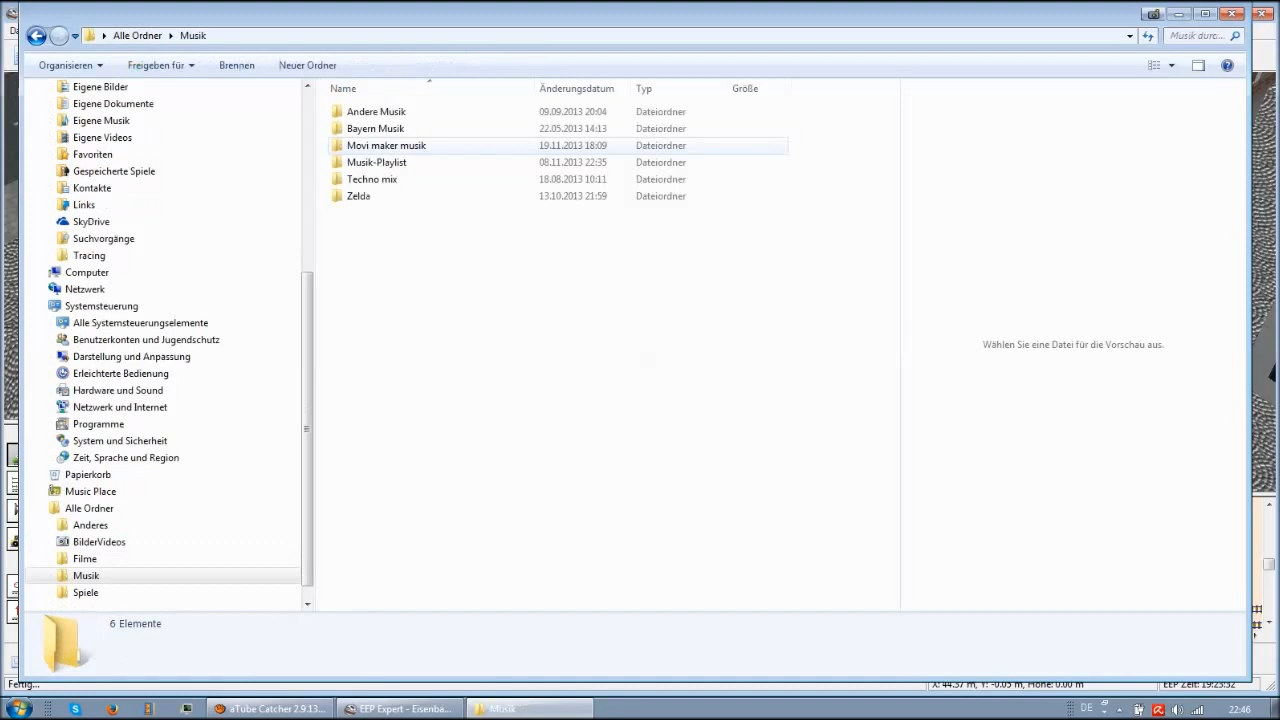 Alle Ordner Musik Musik durc...
Organisieren Freigeben für Brennen Neuer Ordner
Name Änderungsdatum Typ Größe
Eigene Bilder
Eigene Dokumente
Eigene Musik
Eigene Videos
Favoriten
Gespeicherte Spiele
Kontakte
Links
SkyDrive
Suchvorgänge
Tracing
Computer
Netzwerk
Systemsteuerung
Alle Systemsteuerungselemente
Benutzerkonten und Jugendschutz
Darstellung und Anpassung
Erleichterte Bedienung
Hardware und Sound
Netzwerk und Internet
Programme
System und Sicherheit
Zeit, Sprache und Region
Papierkorb
Music Place
Alle Ordner
Anderes
BilderVideos
Filme
Musik
Spiele
Andere Musik 09.09.2013 20:04 Dateiordner
Bayern Musik 22.05.2013 14:13 Dateiordner
Movi maker musik 19.11.2013 18:09 Dateiordner
Musik-Playlist 08.11.2013 22:35 Dateiordner
Techno mix 18.08.2013 10:11 Dateiordner
Zelda 13.10.2013 21:59 Dateiordner
Wählen Sie eine Datei für die Vorschau aus.
6 Elemente
Fertig... X: 44.37 m, Y: -0.05 m, Höhe: 0.00 m EEP Zeit: 19:23:32
aTube Catcher 2.9.13... EEP Expert - Eisenba... Musik DE 22:46